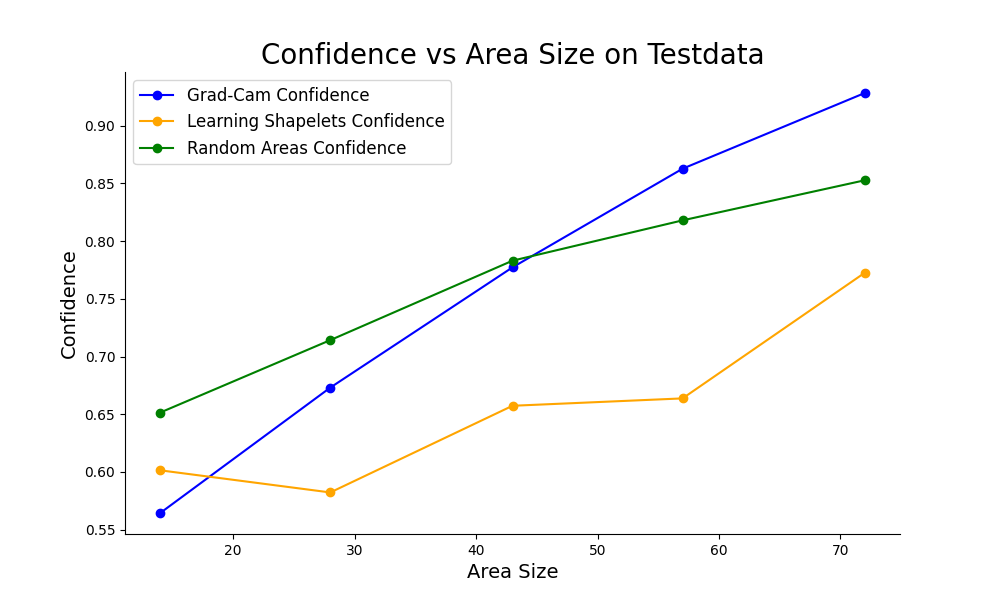 Confidence vs Area Size on Testdata
Grad-Cam Confidence
Learning Shapelets Confidence
Random Areas Confidence
Confidence
0.90
0.85
0.80
0.75
0.70
0.65
0.60
0.55
20 30 40 50 60 70
Area Size